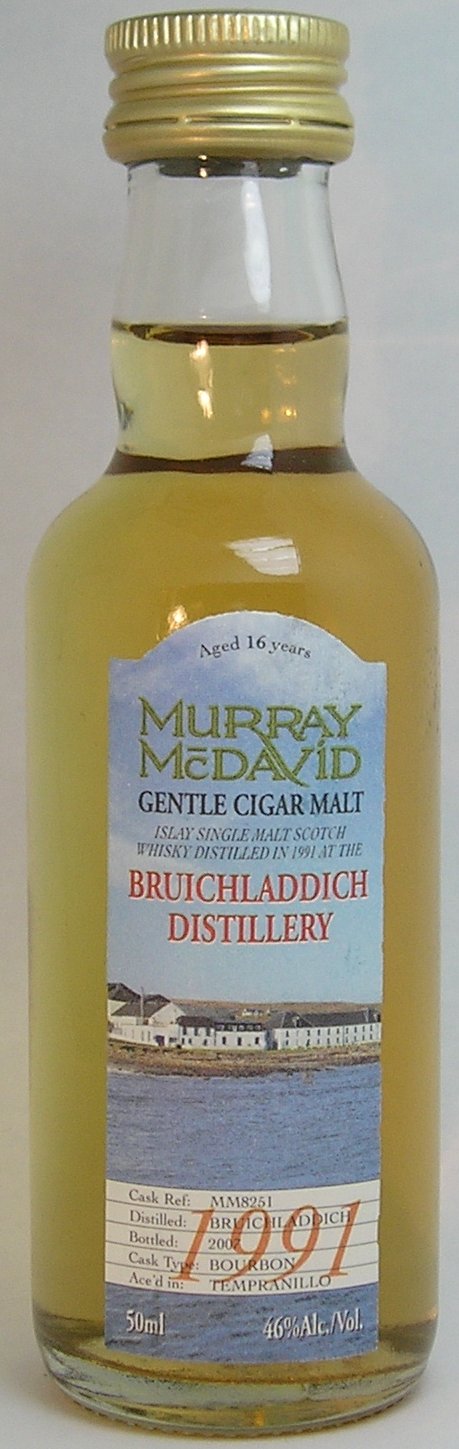 Aged 16 years
MURRAY
McDAVID
GENTLE CIGAR MALT
ISLAY SINGLE MALT SCOTCH
WHISKY DISTILLED IN 1991 AT THE
BRUICHLADDICH
DISTILLERY
Cask Ref: MM8251
Distilled: BRUICHLADDICH
Bottled: 2007
Cask Type: BOURBON
Ace'd in: TEMPRANILLO
1991
50ml 46%Alc./Vol.